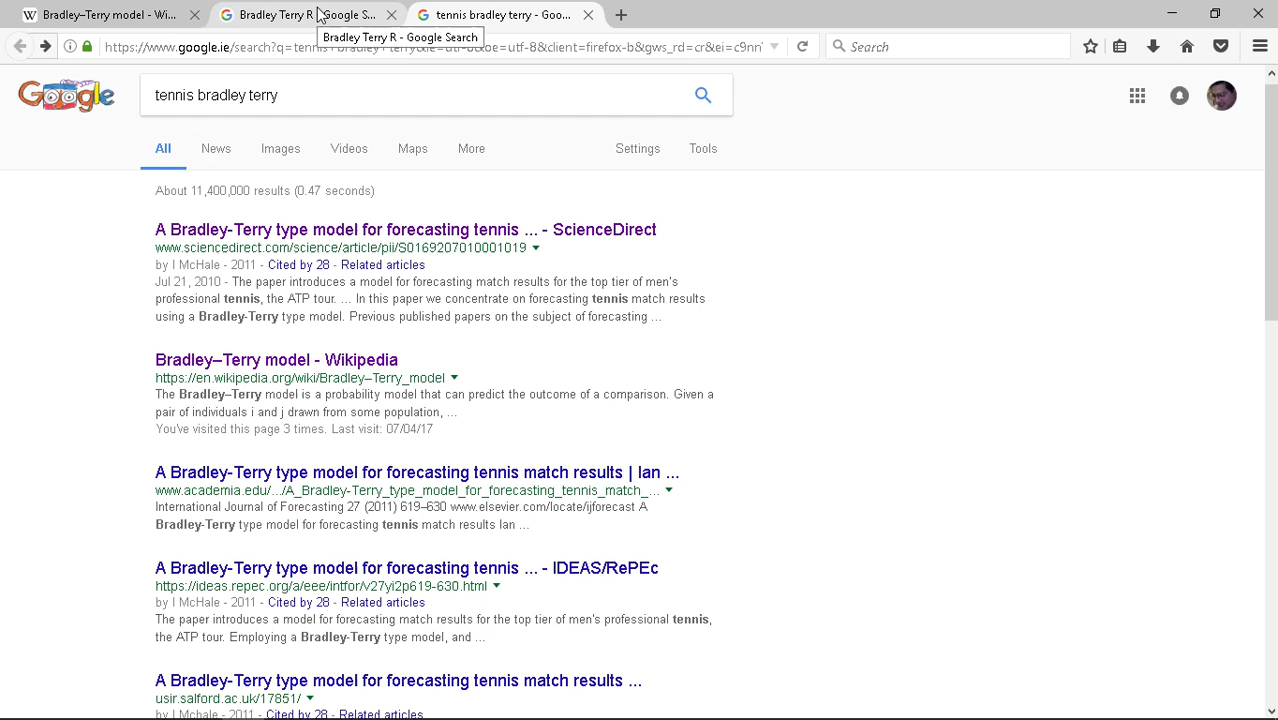 Bradley–Terry model - Wi...
Bradley Terry R - Google S...
tennis bradley terry - Goo...
Bradley Terry R - Google Search
https://www.google.ie/search?q=tennis+bradley+terry&ie=utf-8&oe=utf-8&client=firefox-b&gws_rd=cr&ei=c9nn
Search
Google
tennis bradley terry
All News Images Videos Maps More Settings Tools
About 11,400,000 results (0.47 seconds)
A Bradley-Terry type model for forecasting tennis ... - ScienceDirect
www.sciencedirect.com/science/article/pii/S0169207010001019
by I McHale - 2011 - Cited by 28 - Related articles
Jul 21, 2010 - The paper introduces a model for forecasting match results for the top tier of men's
professional tennis, the ATP tour. ... In this paper we concentrate on forecasting tennis match results
using a Bradley-Terry type model. Previous published papers on the subject of forecasting ...
Bradley–Terry model - Wikipedia
https://en.wikipedia.org/wiki/Bradley–Terry_model
The Bradley–Terry model is a probability model that can predict the outcome of a comparison. Given a
pair of individuals i and j drawn from some population, ...
You've visited this page 3 times. Last visit: 07/04/17
A Bradley-Terry type model for forecasting tennis match results | Ian ...
www.academia.edu/.../A_Bradley-Terry_type_model_for_forecasting_tennis_match_...
International Journal of Forecasting 27 (2011) 619–630 www.elsevier.com/locate/ijforecast A
Bradley-Terry type model for forecasting tennis match results Ian ...
A Bradley-Terry type model for forecasting tennis ... - IDEAS/RePEc
https://ideas.repec.org/a/eee/intfor/v27yi2p619-630.html
by I McHale - 2011 - Cited by 28 - Related articles
The paper introduces a model for forecasting match results for the top tier of men's professional tennis,
the ATP tour. Employing a Bradley-Terry type model, and ...
A Bradley-Terry type model for forecasting tennis match results ...
usir.salford.ac.uk/17851/
by I McHale - 2011 - Cited by 28 - Related articles